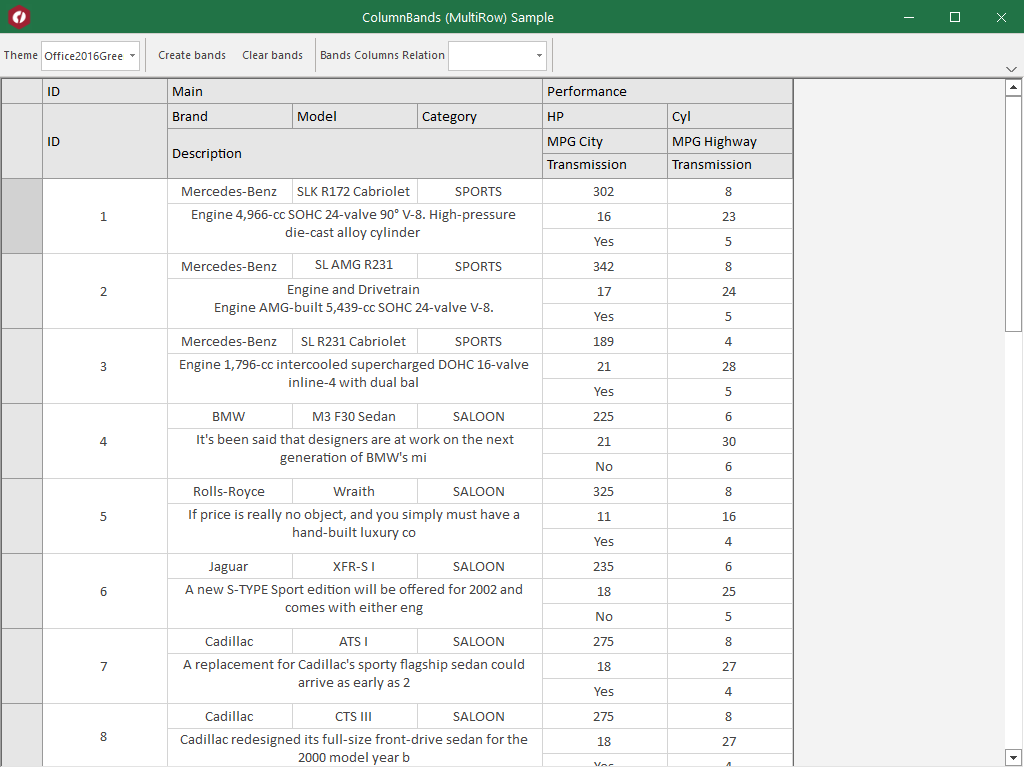 ColumnBands (MultiRow) Sample
Theme Office2016Gree Create bands Clear bands Bands Columns Relation
ID Main Performance
Brand Model Category HP Cyl
ID MPG City MPG Highway
Description
Transmission Transmission
Mercedes-Benz SLK R172 Cabriolet SPORTS 302 8
1 Engine 4,966-cc SOHC 24-valve 90° V-8. High-pressure 16 23
die-cast alloy cylinder
Yes 5
Mercedes-Benz SL AMG R231 SPORTS 342 8
2 Engine and Drivetrain 17 24
Engine AMG-built 5,439-cc SOHC 24-valve V-8.
Yes 5
Mercedes-Benz SL R231 Cabriolet SPORTS 189 4
3 Engine 1,796-cc intercooled supercharged DOHC 16-valve 21 28
inline-4 with dual bal
Yes 5
BMW M3 F30 Sedan SALOON 225 6
4 It's been said that designers are at work on the next 21 30
generation of BMW's mi
No 6
Rolls-Royce Wraith SALOON 325 8
5 If price is really no object, and you simply must have a 11 16
hand-built luxury co
Yes 4
Jaguar XFR-S I SALOON 235 6
6 A new S-TYPE Sport edition will be offered for 2002 and 18 25
comes with either eng
No 5
Cadillac ATS I SALOON 275 8
7 A replacement for Cadillac's sporty flagship sedan could 18 27
arrive as early as 2
Yes 4
Cadillac CTS III SALOON 275 8
8 Cadillac redesigned its full-size front-drive sedan for the 18 27
2000 model year b
Yes 4